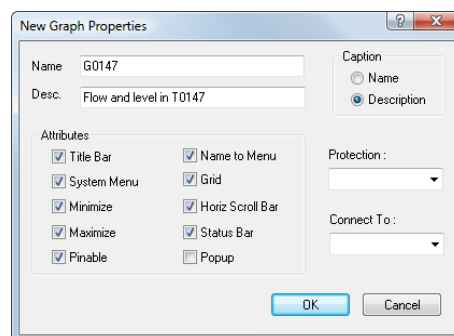 New Graph Properties
Name G0147
Desc. Flow and level in T0147
Caption
Name
Description
Attributes
Title Bar Name to Menu
System Menu Grid
Minimize Horiz Scroll Bar
Maximize Status Bar
Pinable Popup
Protection :
Connect To :
OK Cancel